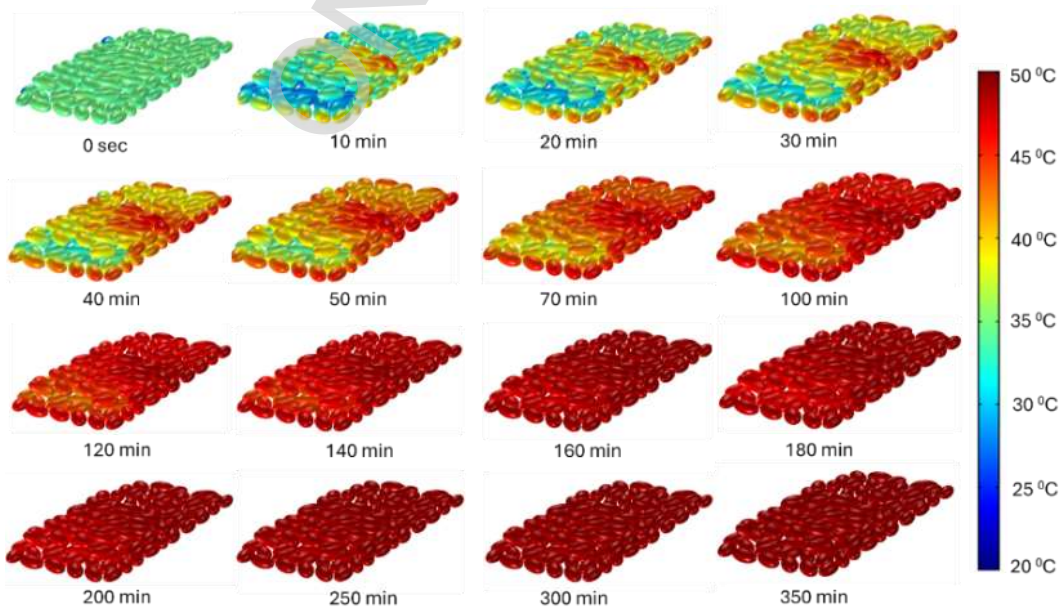 0 sec
10 min
20 min
30 min
40 min
50 min
70 min
100 min
120 min
140 min
160 min
180 min
200 min
250 min
300 min
350 min
50 ⁰C
45 ⁰C
40 ⁰C
35 ⁰C
30 ⁰C
25 ⁰C
20 ⁰C